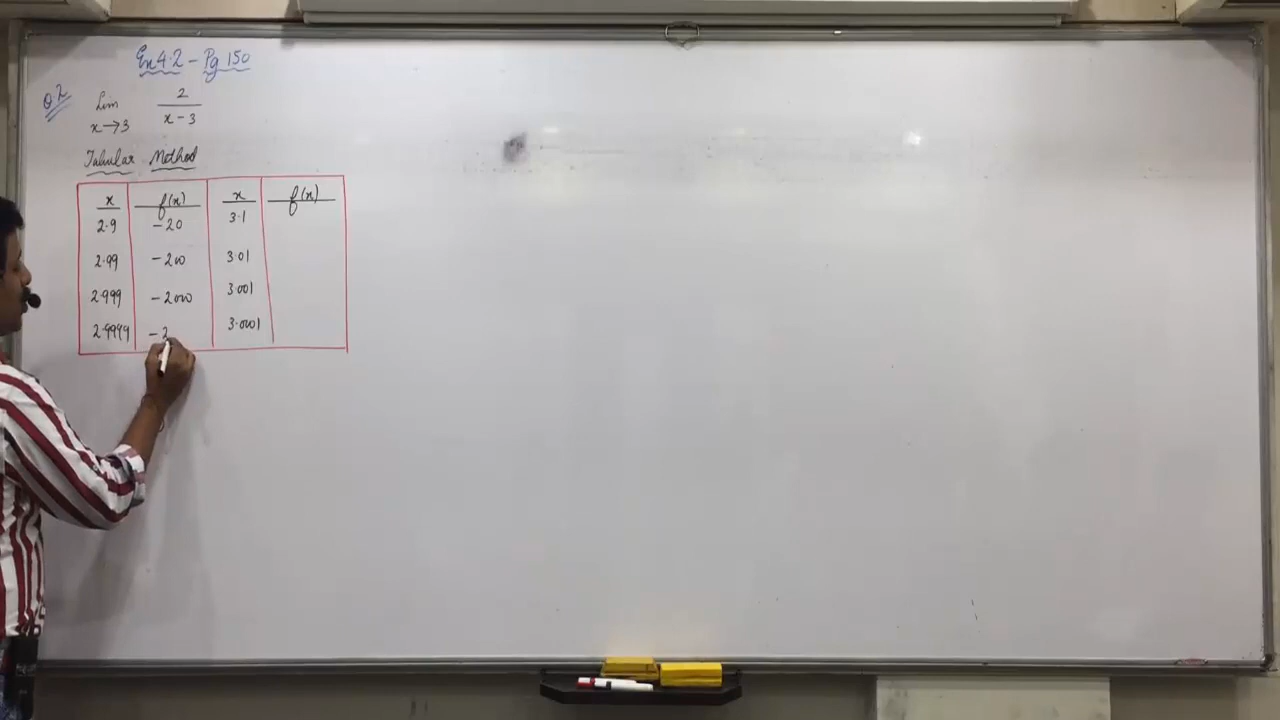 Ex 4.2 - Pg 150
Q2 Lim x→3 2/(x-3)
Tabular Method
x f(x) x f(x)
2.9 -20 3.1
2.99 -200 3.01
2.999 -2000 3.001
2.9999 -2 3.0001